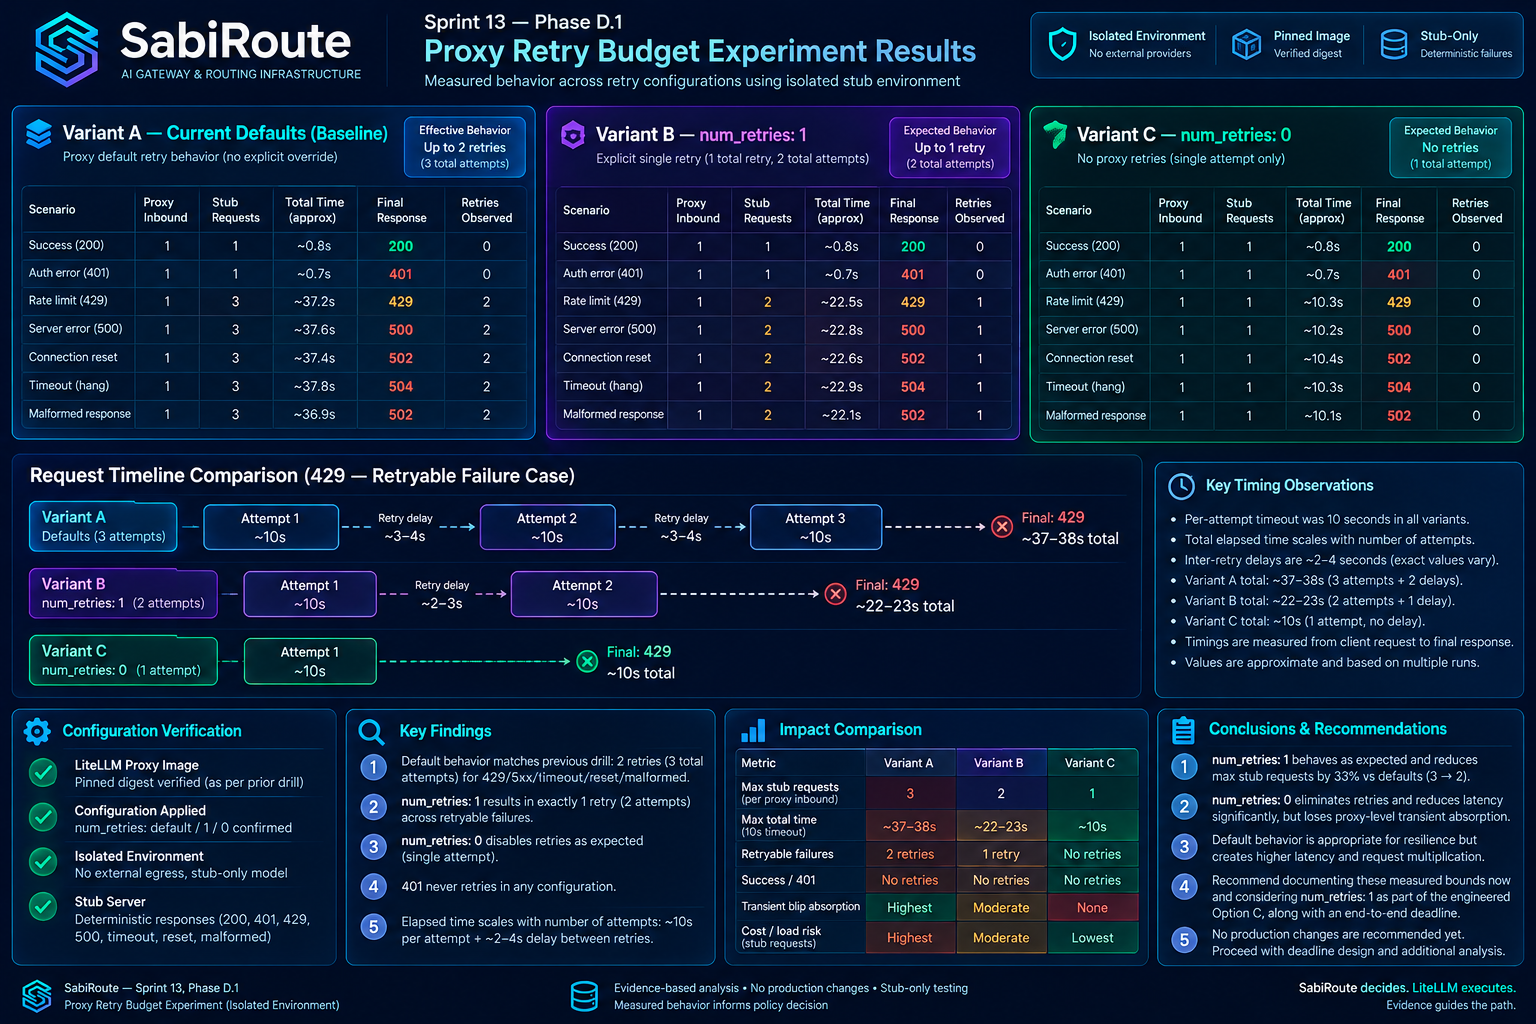 SabiRoute
AI GATEWAY & ROUTING INFRASTRUCTURE
Sprint 13 — Phase D.1
Proxy Retry Budget Experiment Results
Measured behavior across retry configurations using isolated stub environment
Isolated Environment
No external providers
Pinned Image
Verified digest
Stub-Only
Deterministic failures
Variant A — Current Defaults (Baseline)
Proxy default retry behavior (no explicit override)
Effective Behavior
Up to 2 retries
(3 total attempts)
Scenario Proxy Inbound Stub Requests Total Time (approx) Final Response Retries Observed
Success (200) 1 1 ~0.8s 200 0
Auth error (401) 1 1 ~0.7s 401 0
Rate limit (429) 1 3 ~37.2s 429 2
Server error (500) 1 3 ~37.6s 500 2
Connection reset 1 3 ~37.4s 502 2
Timeout (hang) 1 3 ~37.8s 504 2
Malformed response 1 3 ~36.9s 502 2
Variant B — num_retries: 1
Explicit single retry (1 total retry, 2 total attempts)
Expected Behavior
Up to 1 retry
(2 total attempts)
Scenario Proxy Inbound Stub Requests Total Time (approx) Final Response Retries Observed
Success (200) 1 1 ~0.8s 200 0
Auth error (401) 1 1 ~0.7s 401 0
Rate limit (429) 1 2 ~22.5s 429 1
Server error (500) 1 2 ~22.8s 500 1
Connection reset 1 2 ~22.6s 502 1
Timeout (hang) 1 2 ~22.9s 504 1
Malformed response 1 2 ~22.1s 502 1
Variant C — num_retries: 0
No proxy retries (single attempt only)
Expected Behavior
No retries
(1 total attempt)
Scenario Proxy Inbound Stub Requests Total Time (approx) Final Response Retries Observed
Success (200) 1 1 ~0.8s 200 0
Auth error (401) 1 1 ~0.7s 401 0
Rate limit (429) 1 1 ~10.3s 429 0
Server error (500) 1 1 ~10.2s 500 0
Connection reset 1 1 ~10.4s 502 0
Timeout (hang) 1 1 ~10.3s 504 0
Malformed response 1 1 ~10.1s 502 0
Request Timeline Comparison (429 — Retryable Failure Case)
Variant A
Defaults (3 attempts)
Attempt 1
~10s
Retry delay
~3–4s
Attempt 2
~10s
Retry delay
~3–4s
Attempt 3
~10s
Final: 429
~37–38s total
Variant B
num_retries: 1 (2 attempts)
Attempt 1
~10s
Retry delay
~2–3s
Attempt 2
~10s
Final: 429
~22–23s total
Variant C
num_retries: 0 (1 attempt)
Attempt 1
~10s
Final: 429
~10s total
Key Timing Observations
• Per-attempt timeout was 10 seconds in all variants.
• Total elapsed time scales with number of attempts.
• Inter-retry delays are ~2–4 seconds (exact values vary).
• Variant A total: ~37–38s (3 attempts + 2 delays).
• Variant B total: ~22–23s (2 attempts + 1 delay).
• Variant C total: ~10s (1 attempt, no delay).
• Timings are measured from client request to final response.
• Values are approximate and based on multiple runs.
Configuration Verification
LiteLLM Proxy Image
Pinned digest verified (as per prior drill)
Configuration Applied
num_retries: default / 1 / 0 confirmed
Isolated Environment
No external egress, stub-only model
Stub Server
Deterministic responses (200, 401, 429,
500, timeout, reset, malformed)
Key Findings
1 Default behavior matches previous drill: 2 retries (3 total
attempts) for 429/5xx/timeout/reset/malformed.
2 num_retries: 1 results in exactly 1 retry (2 attempts)
across retryable failures.
3 num_retries: 0 disables retries as expected
(single attempt).
4 401 never retries in any configuration.
5 Elapsed time scales with number of attempts: ~10s
per attempt + ~2–4s delay between retries.
Impact Comparison
Metric Variant A Variant B Variant C
Max stub requests (per proxy inbound) 3 2 1
Max total time (10s timeout) ~37–38s ~22–23s ~10s
Retryable failures 2 retries 1 retry No retries
Success / 401 No retries No retries No retries
Transient blip absorption Highest Moderate None
Cost / load risk (stub requests) Highest Moderate Lowest
Conclusions & Recommendations
1 num_retries: 1 behaves as expected and reduces
max stub requests by 33% vs defaults (3 → 2).
2 num_retries: 0 eliminates retries and reduces latency
significantly, but loses proxy-level transient absorption.
3 Default behavior is appropriate for resilience but
creates higher latency and request multiplication.
4 Recommend documenting these measured bounds now
and considering num_retries: 1 as part of the engineered
Option C, along with an end-to-end deadline.
5 No production changes are recommended yet.
Proceed with deadline design and additional analysis.
SabiRoute — Sprint 13, Phase D.1
Proxy Retry Budget Experiment (Isolated Environment)
Evidence-based analysis • No production changes • Stub-only testing
Measured behavior informs policy decision
SabiRoute decides. LiteLLM executes.
Evidence guides the path.